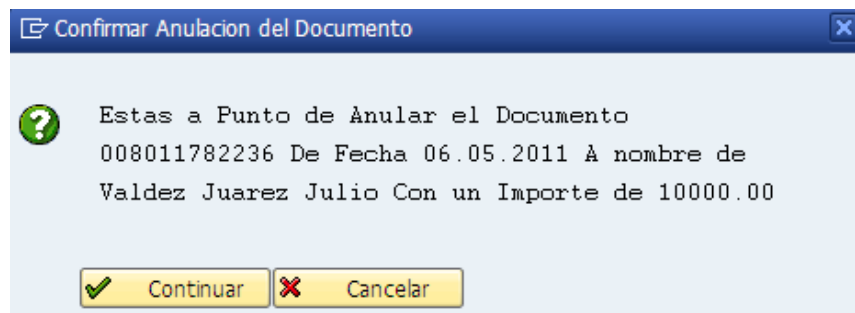 Confirmar Anulacion del Documento
Estas a Punto de Anular el Documento
008011782236 De Fecha 06.05.2011 A nombre de
Valdez Juarez Julio Con un Importe de 10000.00
Continuar Cancelar